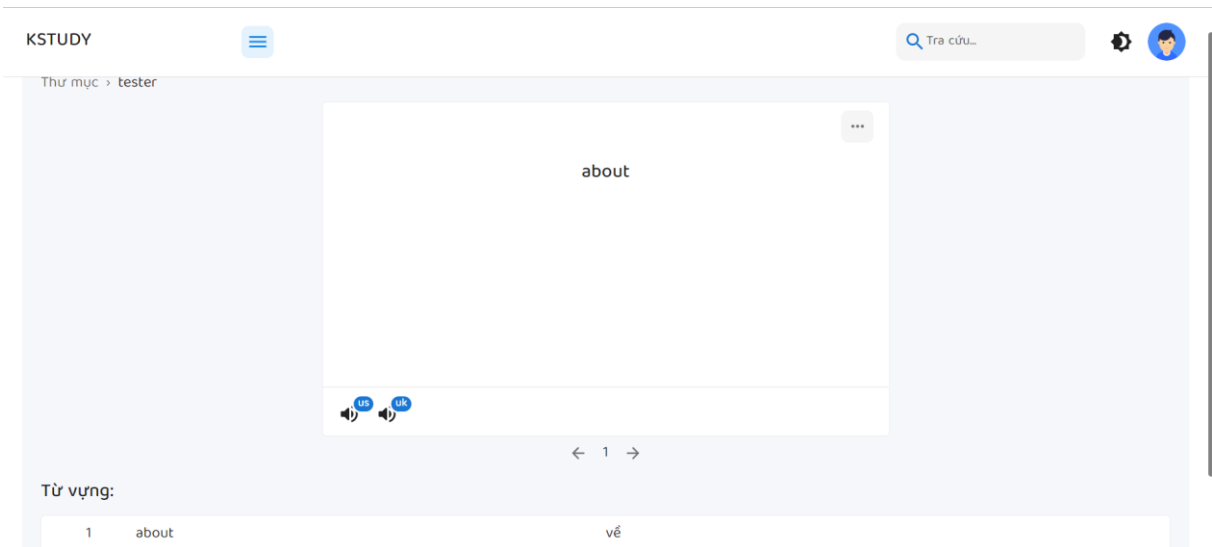 KSTUDY Tra cứu...
Thư mục › tester
...
about
us uk
← 1 →
Từ vựng:
1 about về